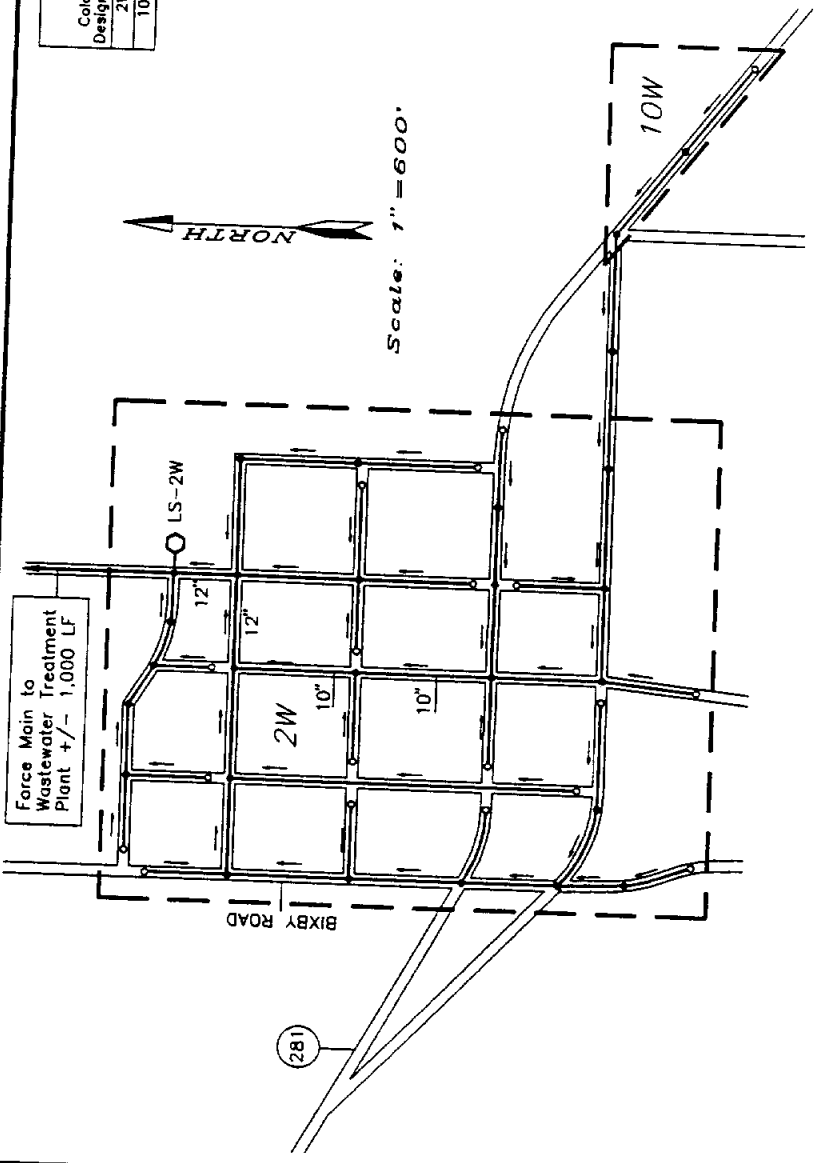 Force Main to
Wastewater Treatment
Plant +/- 1,000 LF
LS-2W
12"
12"
10"
10"
2W
10W
BIXBY ROAD
281
NORTH
Scale: 1"=600'